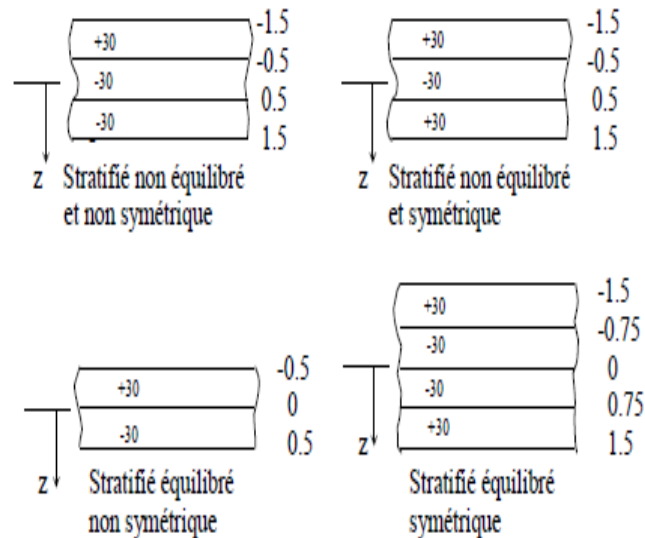 +30
-30
-30
-1.5
-0.5
0.5
1.5
z
Stratifié non équilibré
et non symétrique
+30
-30
+30
-1.5
-0.5
0.5
1.5
z
Stratifié non équilibré
et symétrique
+30
-30
-0.5
0
0.5
z
Stratifié équilibré
non symétrique
+30
-30
-30
+30
-1.5
-0.75
0
0.75
1.5
z
Stratifié équilibré
symétrique